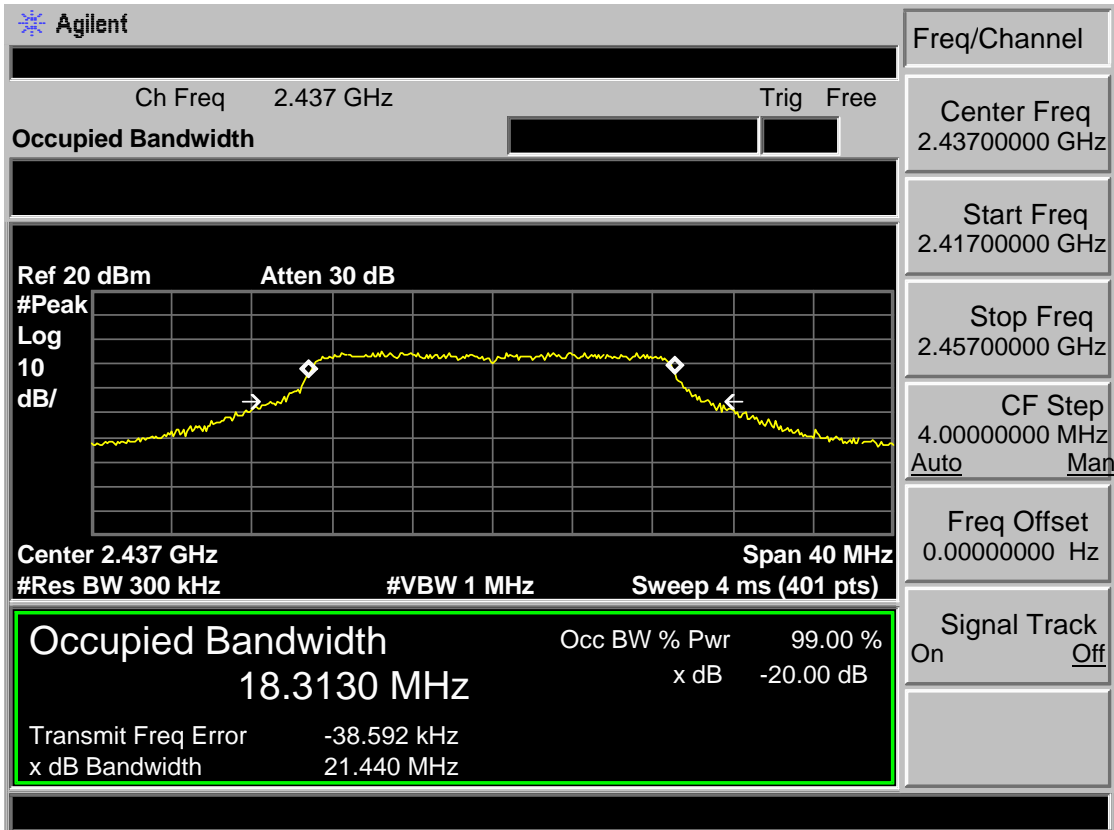 Agilent
Freq/Channel
Ch Freq 2.437 GHz Trig Free
Occupied Bandwidth
Center Freq
2.43700000 GHz
Start Freq
2.41700000 GHz
Stop Freq
2.45700000 GHz
CF Step
4.00000000 MHz
Auto Man
Freq Offset
0.00000000 Hz
Signal Track
On Off
Ref 20 dBm Atten 30 dB
#Peak
Log
10
dB/
Center 2.437 GHz Span 40 MHz
#Res BW 300 kHz #VBW 1 MHz Sweep 4 ms (401 pts)
Occupied Bandwidth
18.3130 MHz
Occ BW % Pwr 99.00 %
x dB -20.00 dB
Transmit Freq Error -38.592 kHz
x dB Bandwidth 21.440 MHz